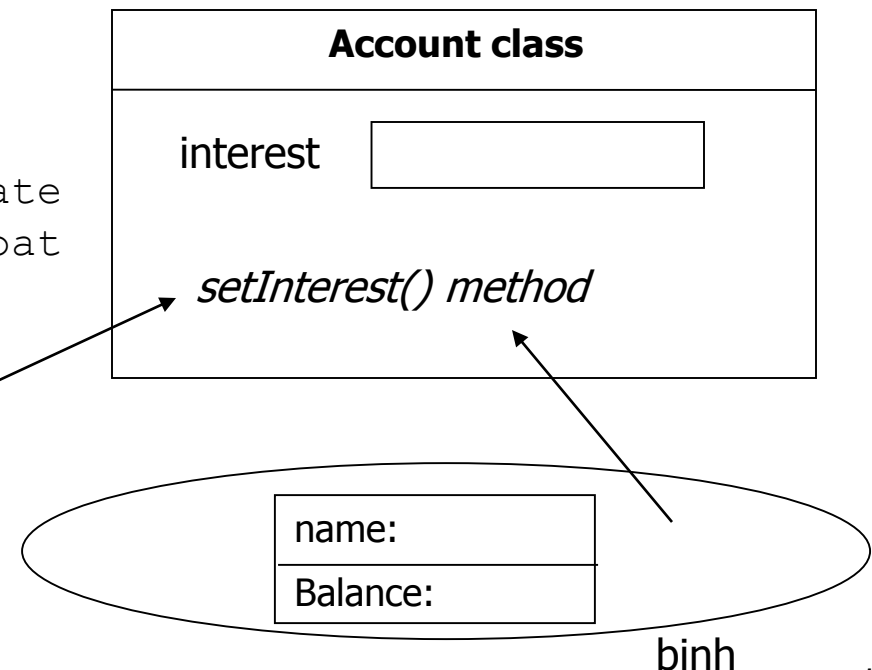 Account class
interest
setInterest() method
name:
Balance:
binh